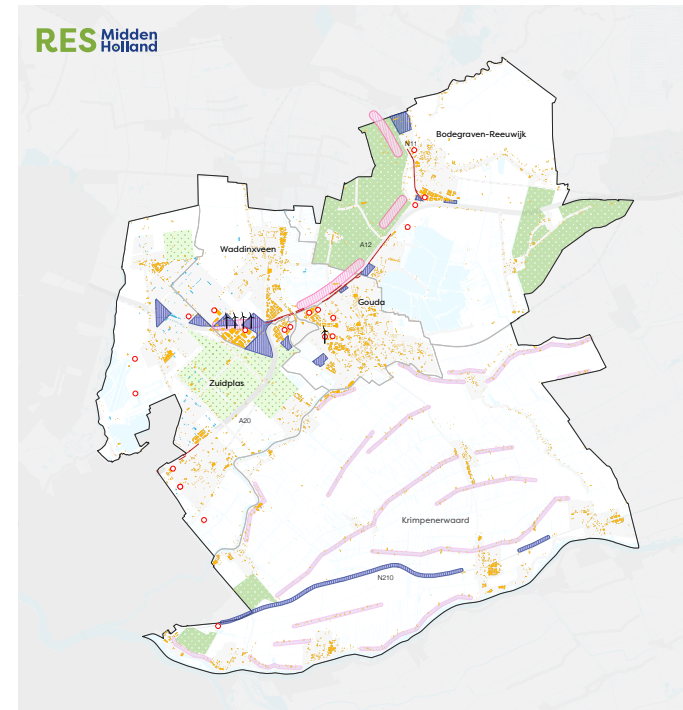 RES Midden
Holland
Bodegraven-Reeuwijk
N11
A12
Waddinxveen
Gouda
Zuidplas
A20
Krimpenerwaard
N210